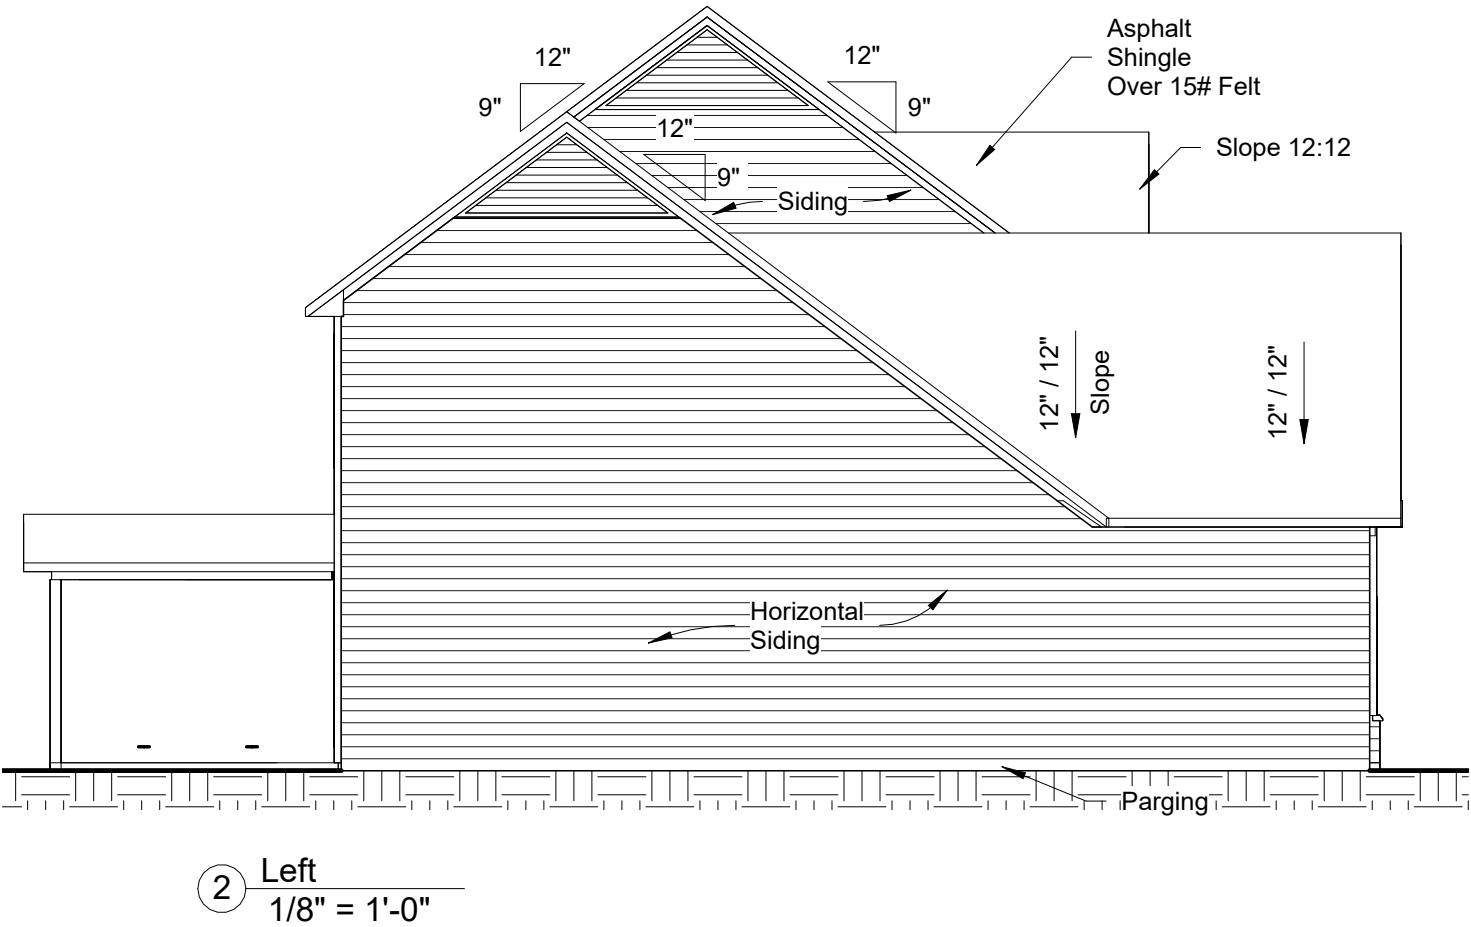 Asphalt
Shingle
Over 15# Felt
12"
9"
12"
9"
12"
9"
Slope 12:12
Siding
12" / 12"
Slope
12" / 12"
Horizontal
Siding
Parging
2
Left
1/8" = 1'-0"